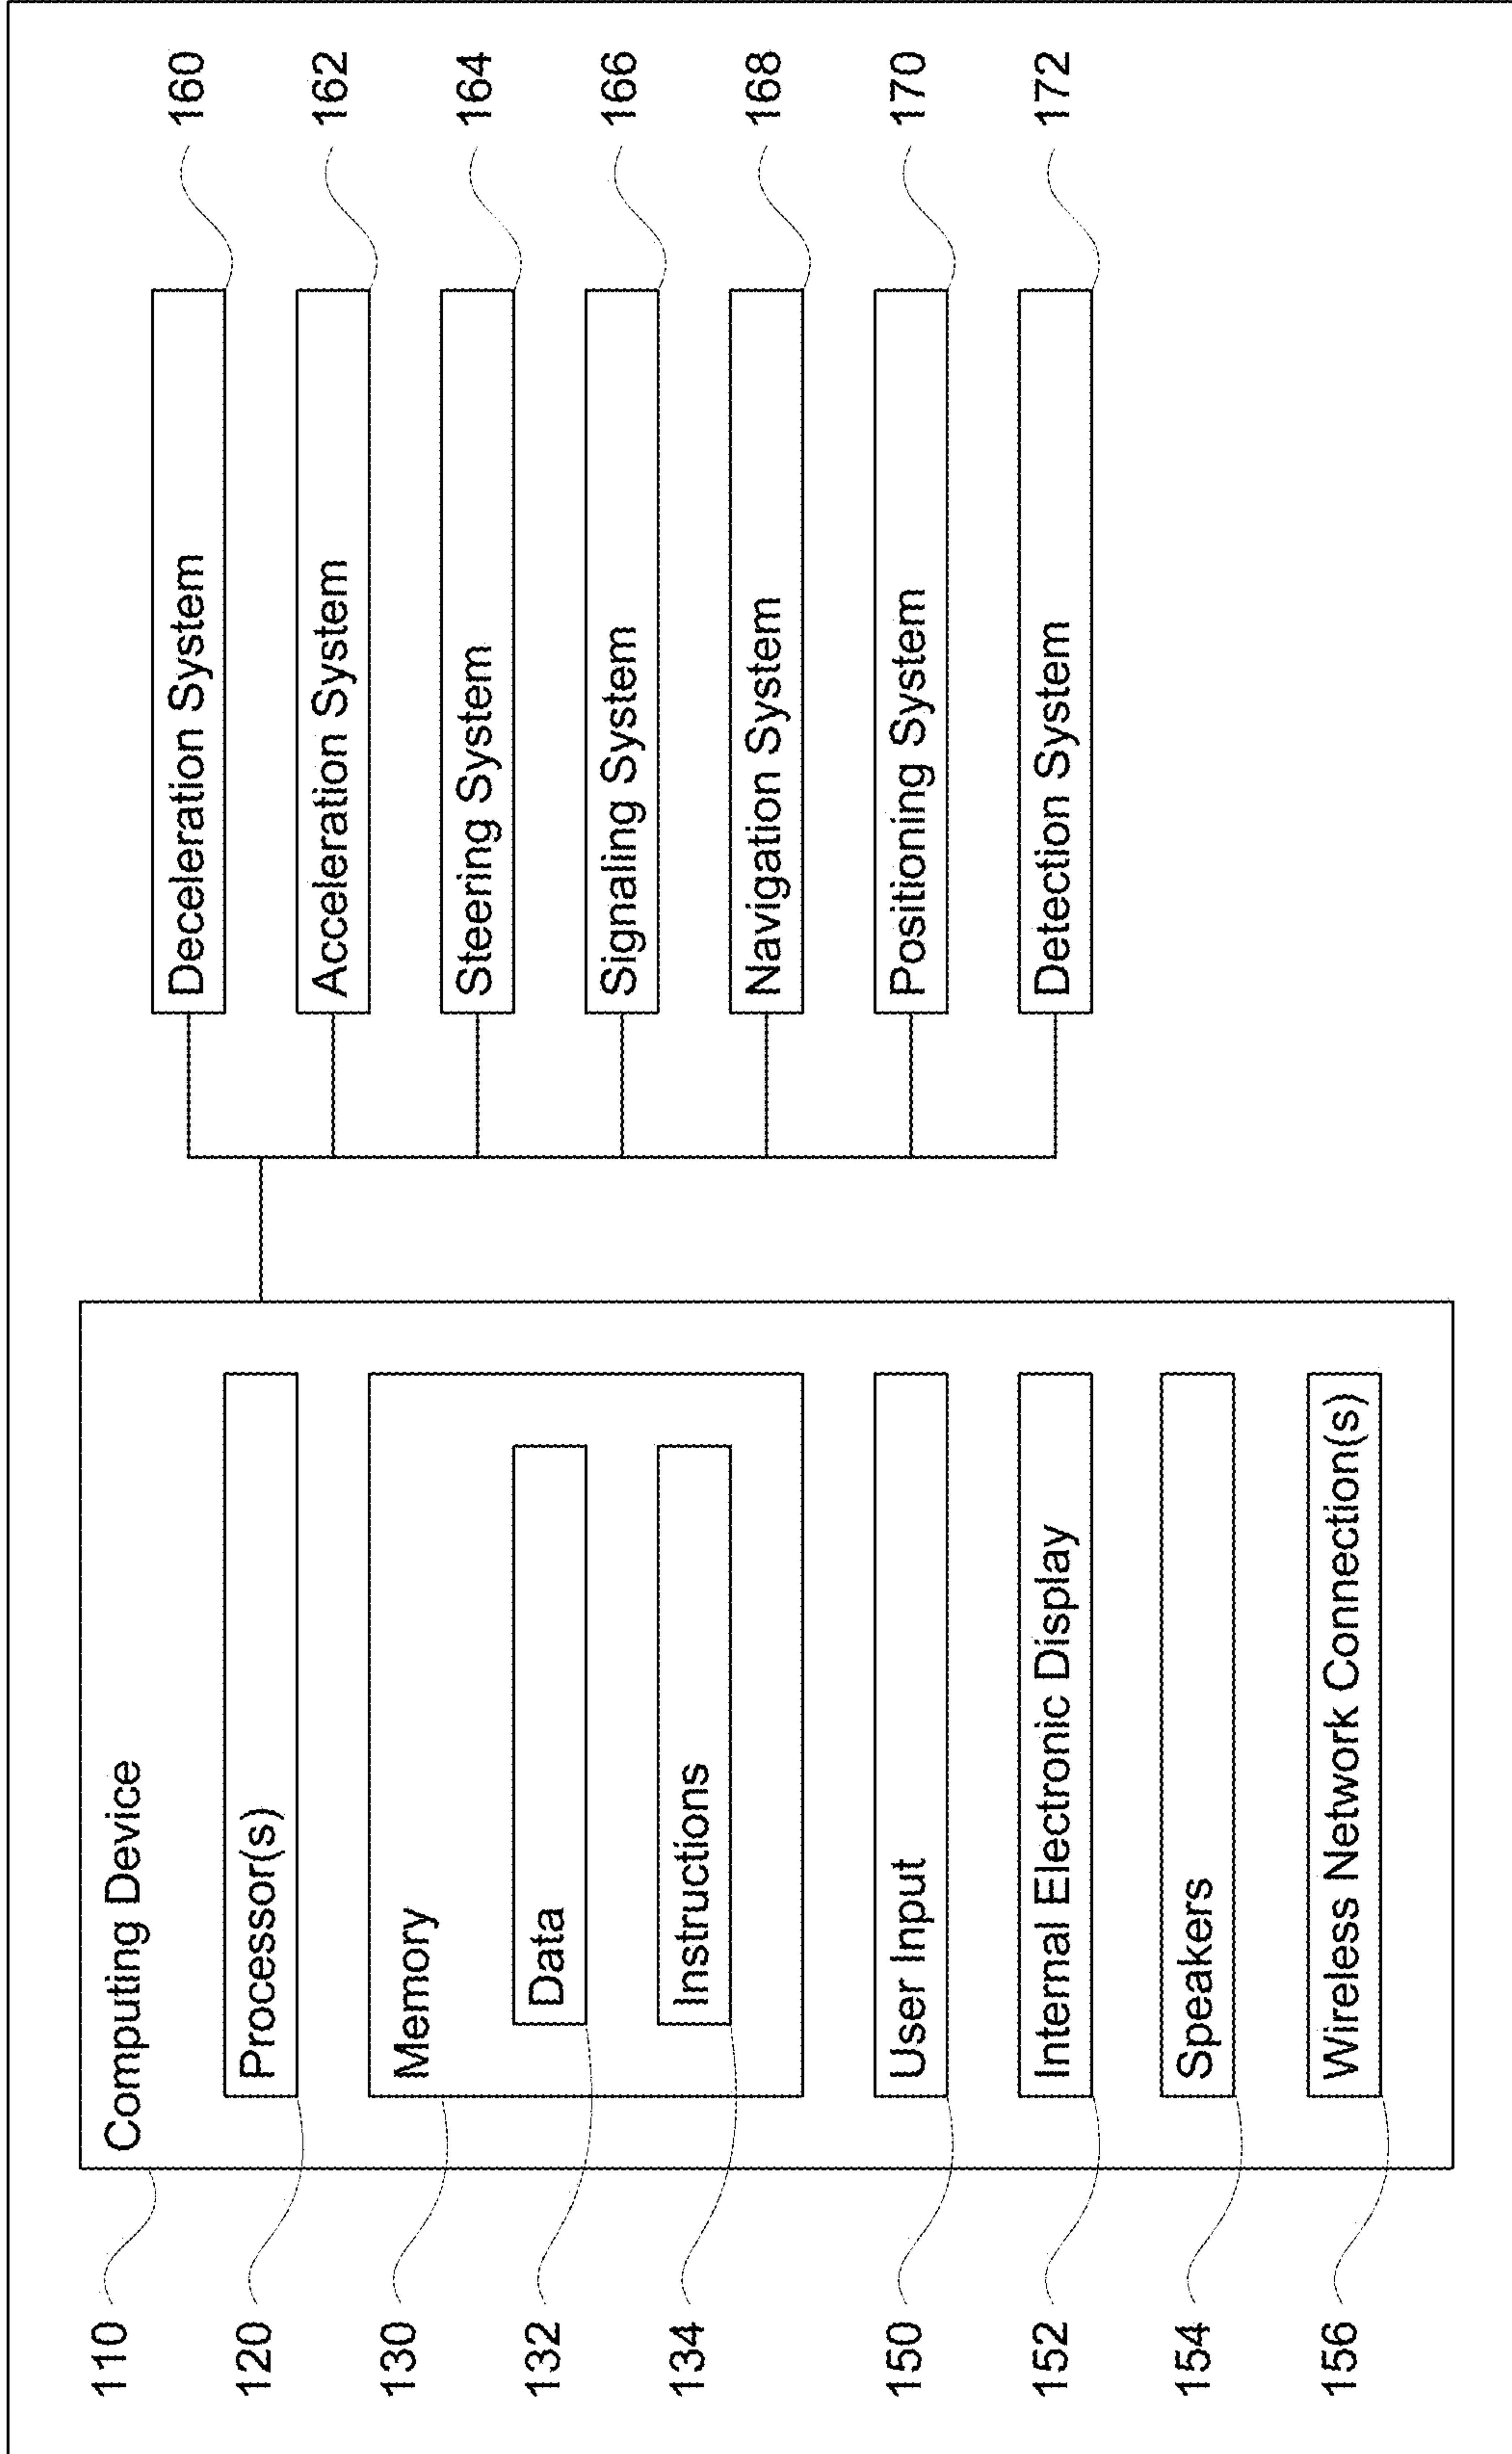 110
Computing Device
120
Processor(s)
130
Memory
132
Data
134
Instructions
150
User Input
152
Internal Electronic Display
154
Speakers
156
Wireless Network Connection(s)
Deceleration System
160
Acceleration System
162
Steering System
164
Signaling System
166
Navigation System
168
Positioning System
170
Detection System
172